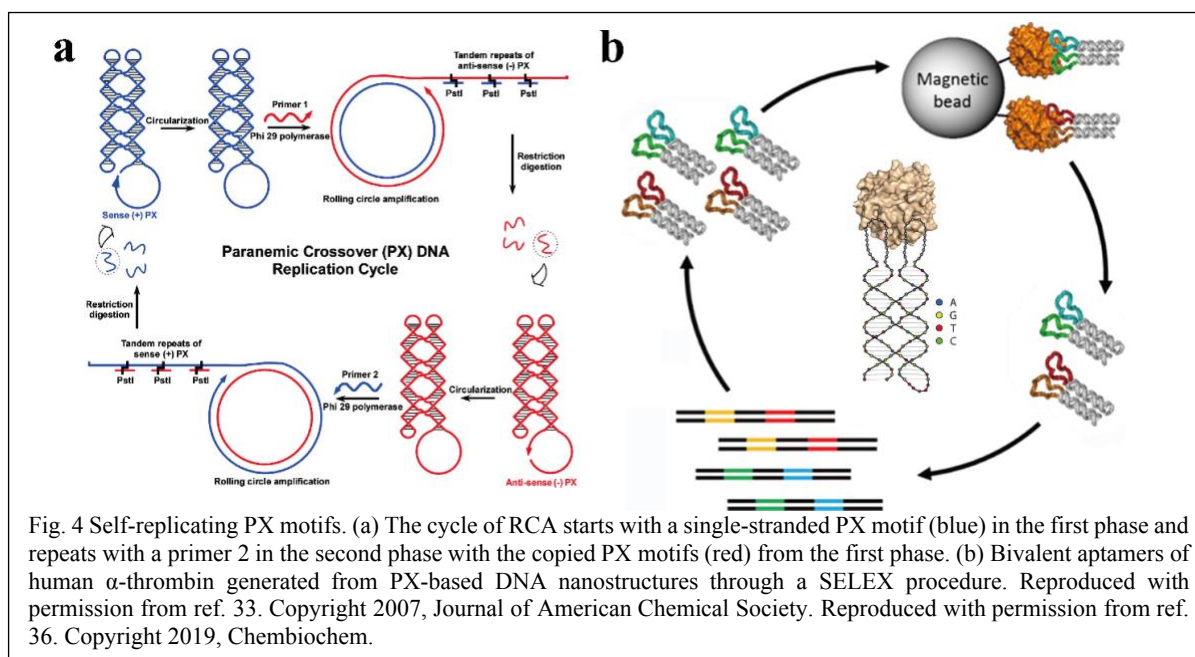 a
Circularization
Primer 1
Phi 29 polymerase
Sense (+) PX
Rolling circle amplification
Tandem repeats of
anti-sense (-) PX
PstI PstI PstI
Restriction
digestion
Paranemic Crossover (PX) DNA
Replication Cycle
Restriction
digestion
Tandem repeats of
sense (+) PX
PstI PstI PstI
Rolling circle amplification
Primer 2
Phi 29 polymerase
Circularization
Anti-sense (-) PX
b
Magnetic
bead
A
G
T
C
Fig. 4 Self-replicating PX motifs. (a) The cycle of RCA starts with a single-stranded PX motif (blue) in the first phase and
repeats with a primer 2 in the second phase with the copied PX motifs (red) from the first phase. (b) Bivalent aptamers of
human α-thrombin generated from PX-based DNA nanostructures through a SELEX procedure. Reproduced with
permission from ref. 33. Copyright 2007, Journal of American Chemical Society. Reproduced with permission from ref.
36. Copyright 2019, Chembiochem.